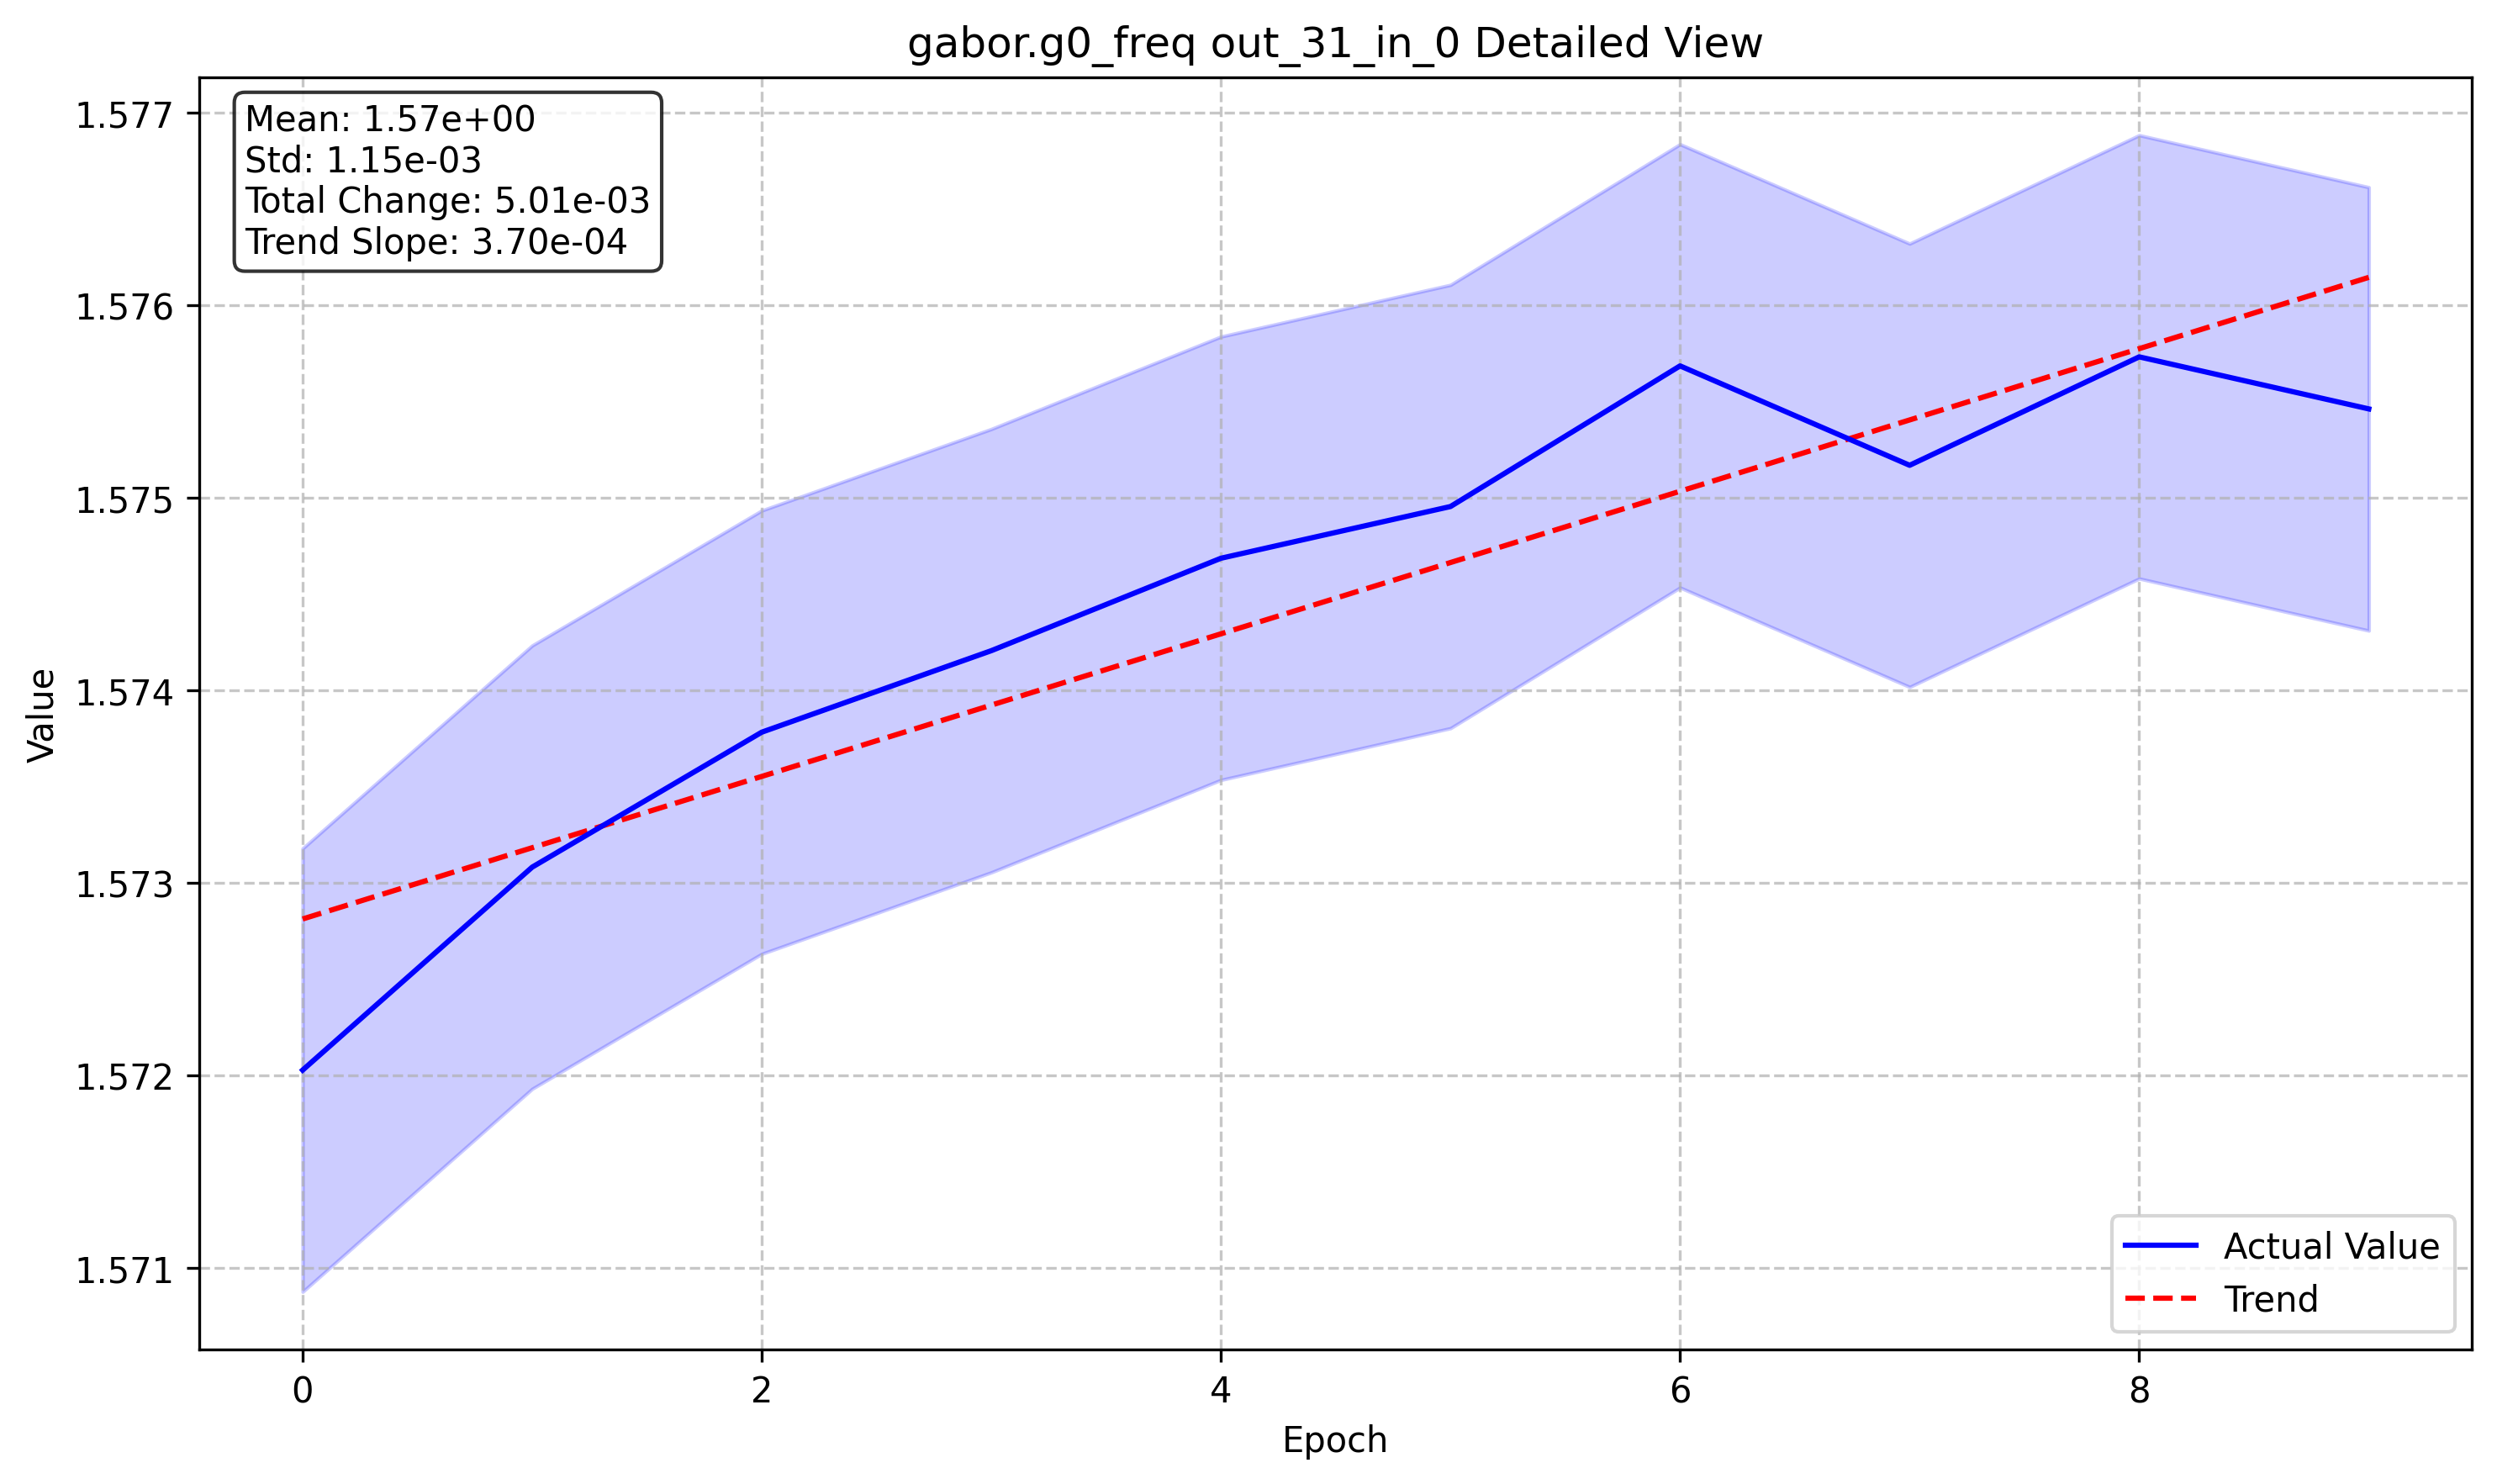 gabor.g0_freq out_31_in_0 Detailed View
Mean: 1.57e+00
Std: 1.15e-03
Total Change: 5.01e-03
Trend Slope: 3.70e-04
1.577
1.576
1.575
1.574
1.573
1.572
1.571
Value
0 2 4 6 8
Epoch
Actual Value
Trend